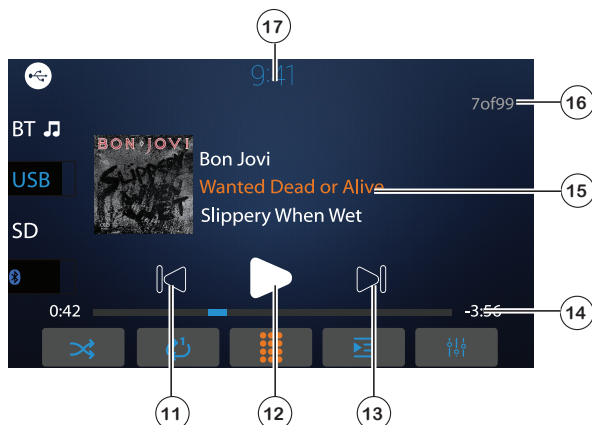 17
9:41
7of99
16
BT
BON JOVI
SLIPPERY WHEN WET
Bon Jovi
USB
Wanted Dead or Alive
15
Slippery When Wet
SD
0:42
-3:56
14
1
11
12
13